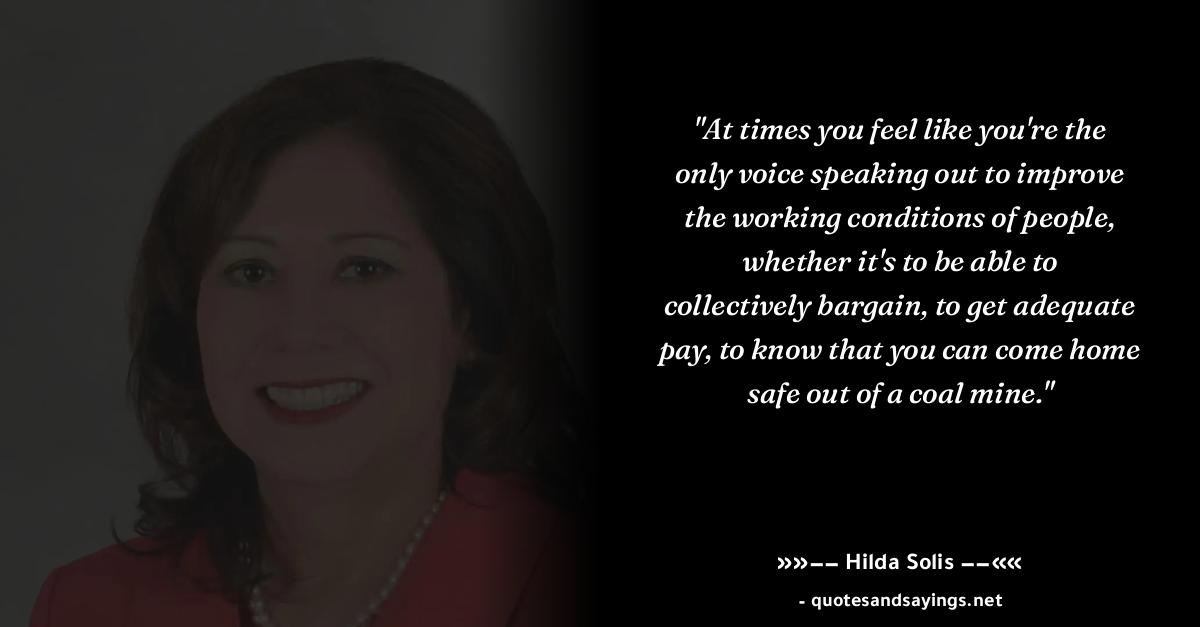 "At times you feel like you're the
only voice speaking out to improve
the working conditions of people,
whether it's to be able to
collectively bargain, to get adequate
pay, to know that you can come home
safe out of a coal mine."
»»−− Hilda Solis −−««
- quotesandsayings.net